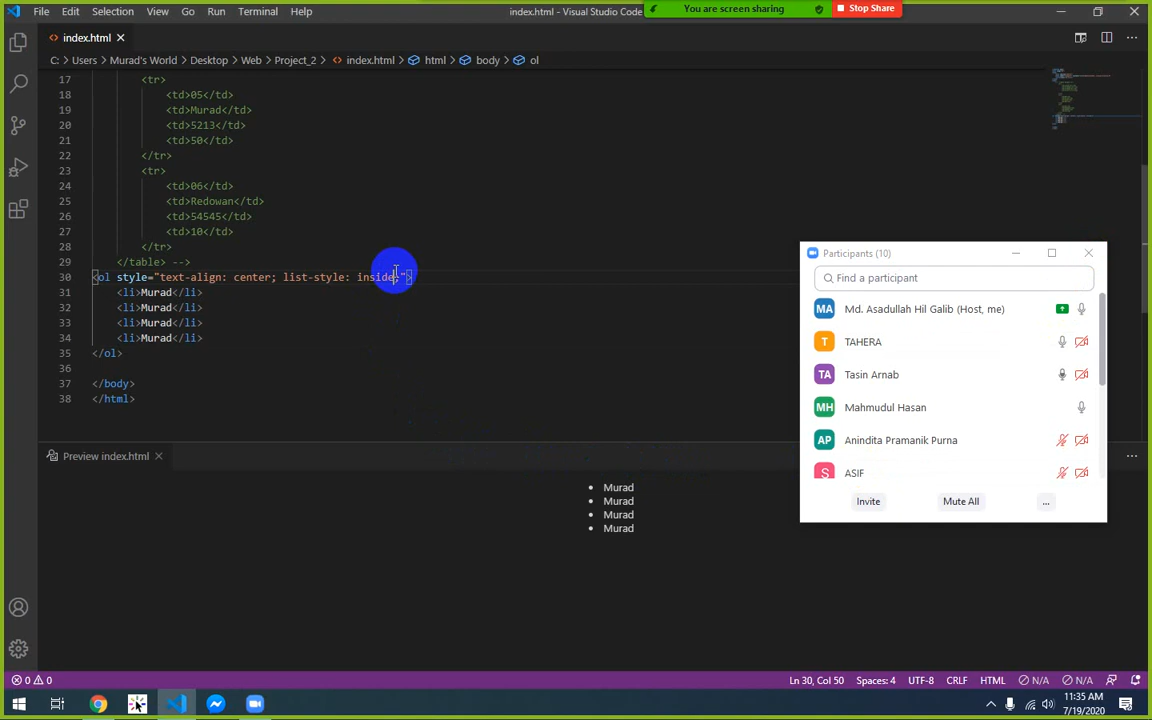 File Edit Selection View Go Run Terminal Help
index.html - Visual Studio Code
You are screen sharing
Stop Share
index.html
C: > Users > Murad's World > Desktop > Web > Project_2 > index.html > html > body > ol
17 <tr>
18 <td>05</td>
19 <td>Murad</td>
20 <td>5213</td>
21 <td>50</td>
22 </tr>
23 <tr>
24 <td>06</td>
25 <td>Redowan</td>
26 <td>54545</td>
27 <td>10</td>
28 </tr>
29 </table> -->
30 <ol style="text-align: center; list-style: inside;">
31 <li>Murad</li>
32 <li>Murad</li>
33 <li>Murad</li>
34 <li>Murad</li>
35 </ol>
36
37 </body>
38 </html>
Participants (10)
Find a participant
MA Md. Asadullah Hil Galib (Host, me)
T TAHERA
TA Tasin Arnab
MH Mahmudul Hasan
AP Anindita Pramanik Purna
S ASIF
Invite Mute All ...
Preview index.html
• Murad
• Murad
• Murad
• Murad
0 0
Ln 30, Col 50 Spaces: 4 UTF-8 CRLF HTML N/A N/A
11:35 AM
7/19/2020